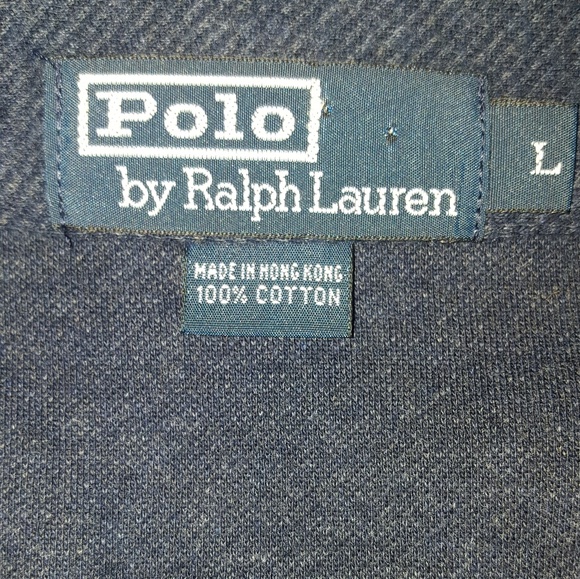 Polo
by Ralph Lauren
L
MADE IN HONG KONG
100% COTTON